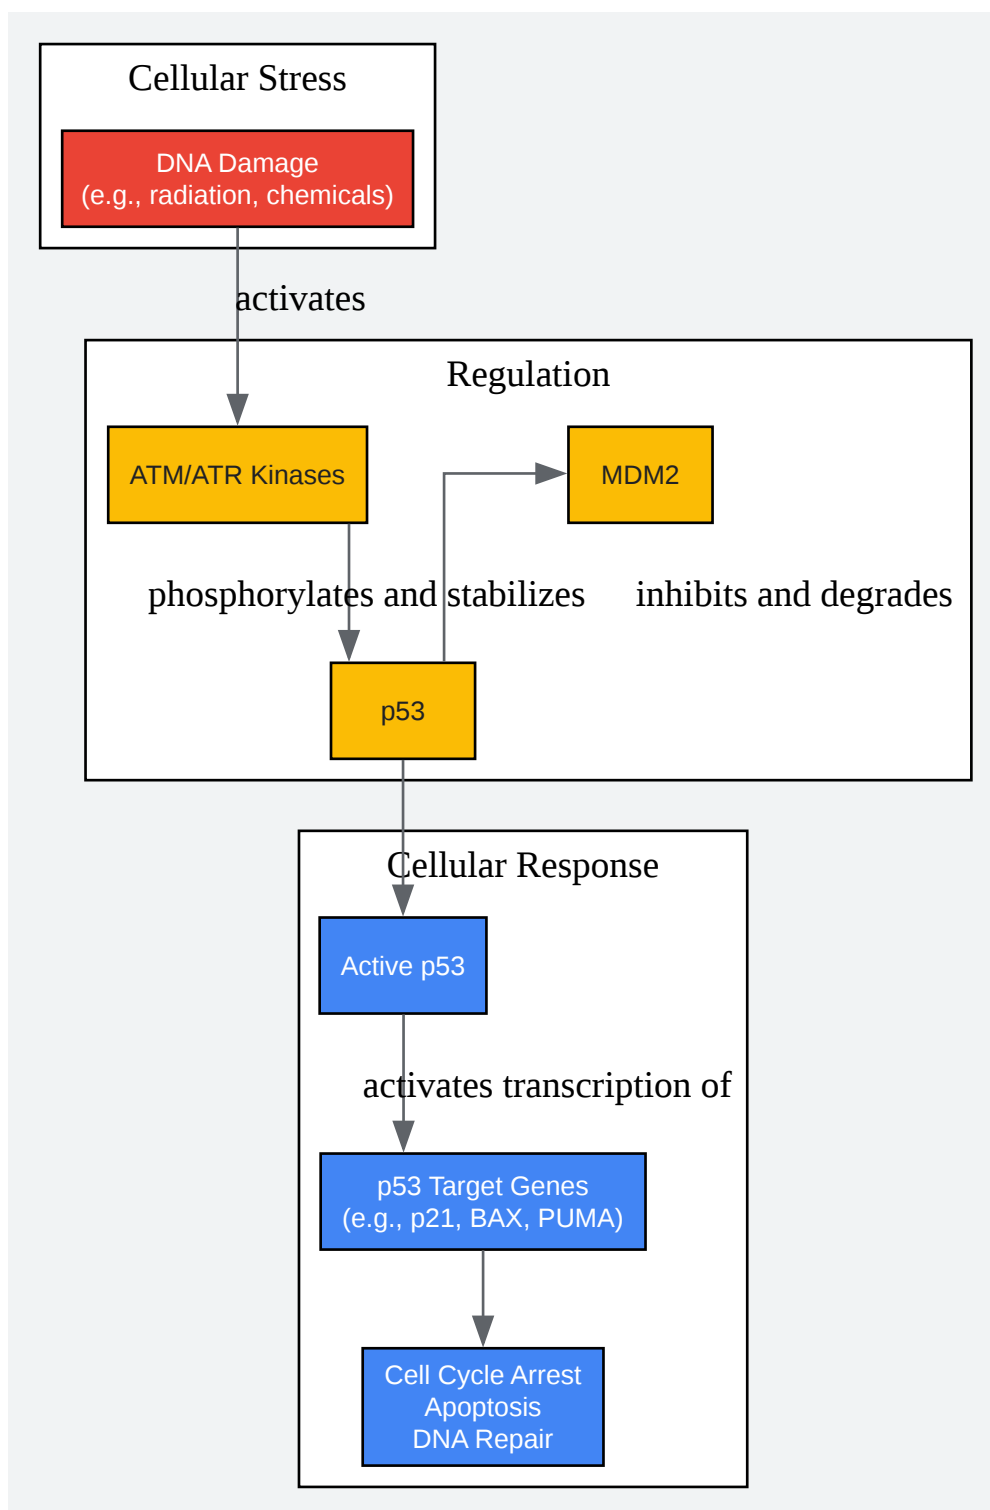 Cellular Stress
DNA Damage
(e.g., radiation, chemicals)
activates
Regulation
ATM/ATR Kinases
MDM2
phosphorylates and stabilizes
inhibits and degrades
p53
Cellular Response
Active p53
activates transcription of
p53 Target Genes
(e.g., p21, BAX, PUMA)
Cell Cycle Arrest
Apoptosis
DNA Repair